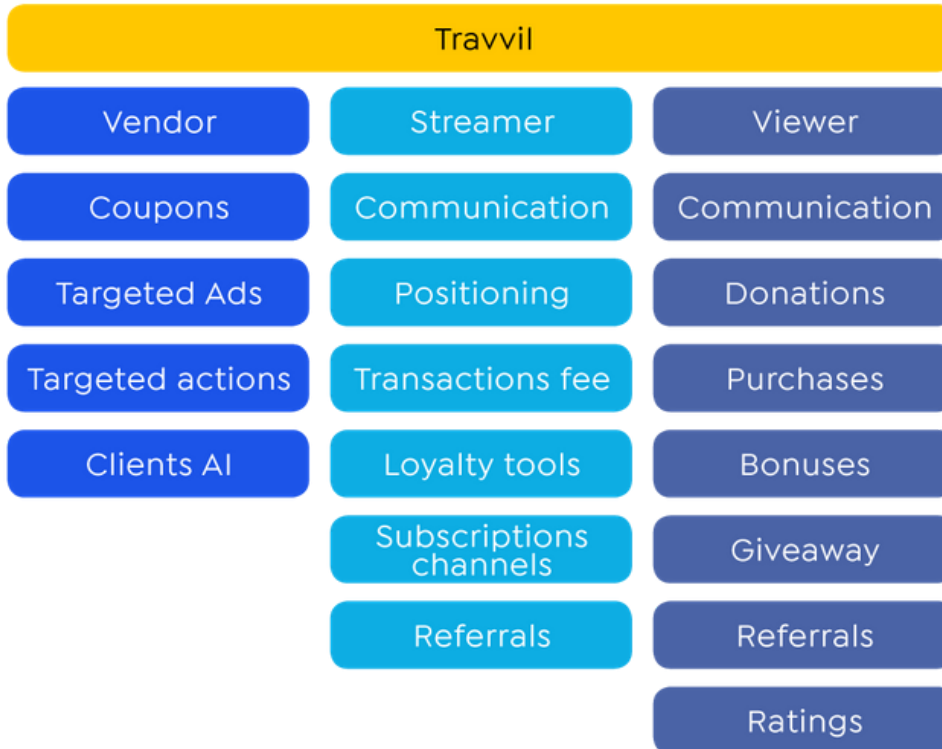 Travvil
Vendor
Streamer
Viewer
Coupons
Communication
Communication
Targeted Ads
Positioning
Donations
Targeted actions
Transactions fee
Purchases
Clients AI
Loyalty tools
Bonuses
Subscriptions
channels
Giveaway
Referrals
Referrals
Ratings